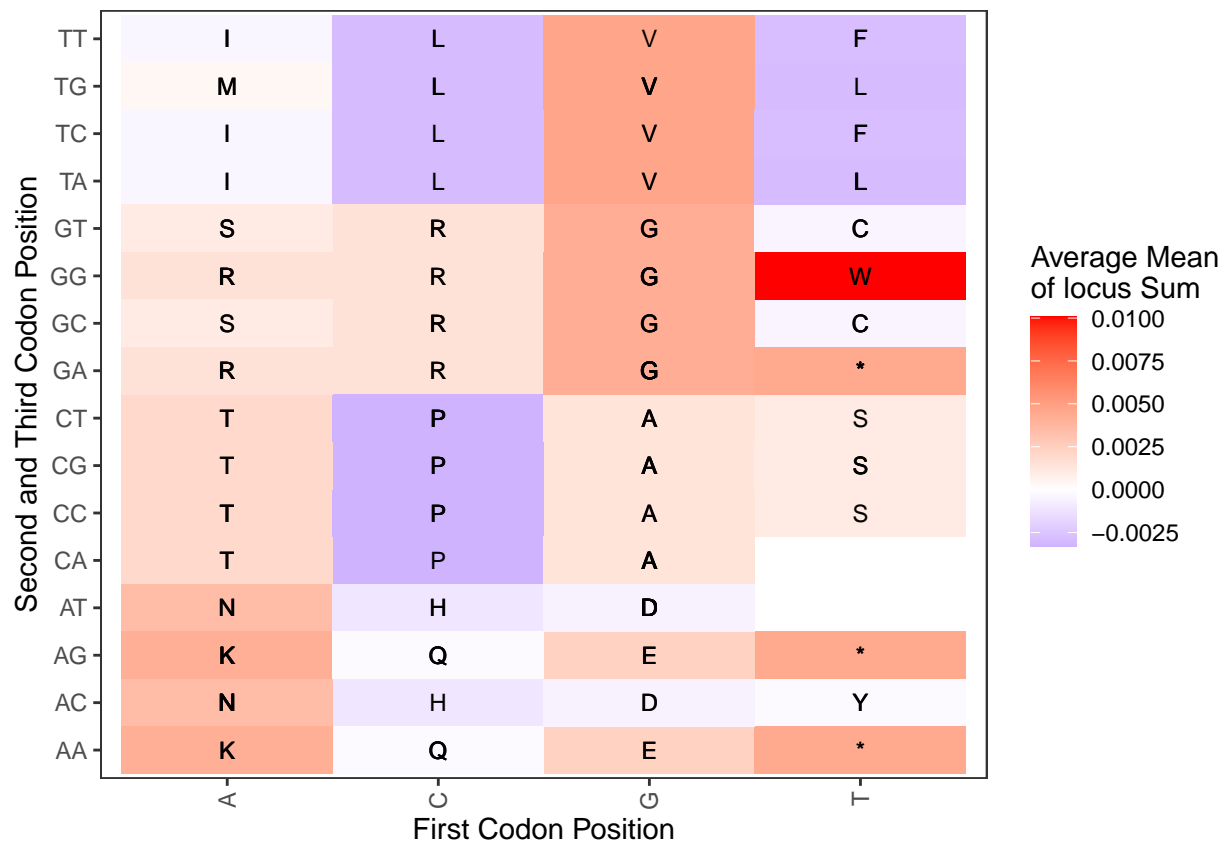 TT I L V F
TG M L V L
TC I L V F
TA I L V L
GT S R G C
GG R R G W
GC S R G C
GA R R G *
CT T P A S
CG T P A S
CC T P A S
CA T P A
AT N H D
AG K Q E *
AC N H D Y
AA K Q E *
A C G T
First Codon Position
Second and Third Codon Position
Average Mean
of locus Sum
0.0100
0.0075
0.0050
0.0025
0.0000
−0.0025